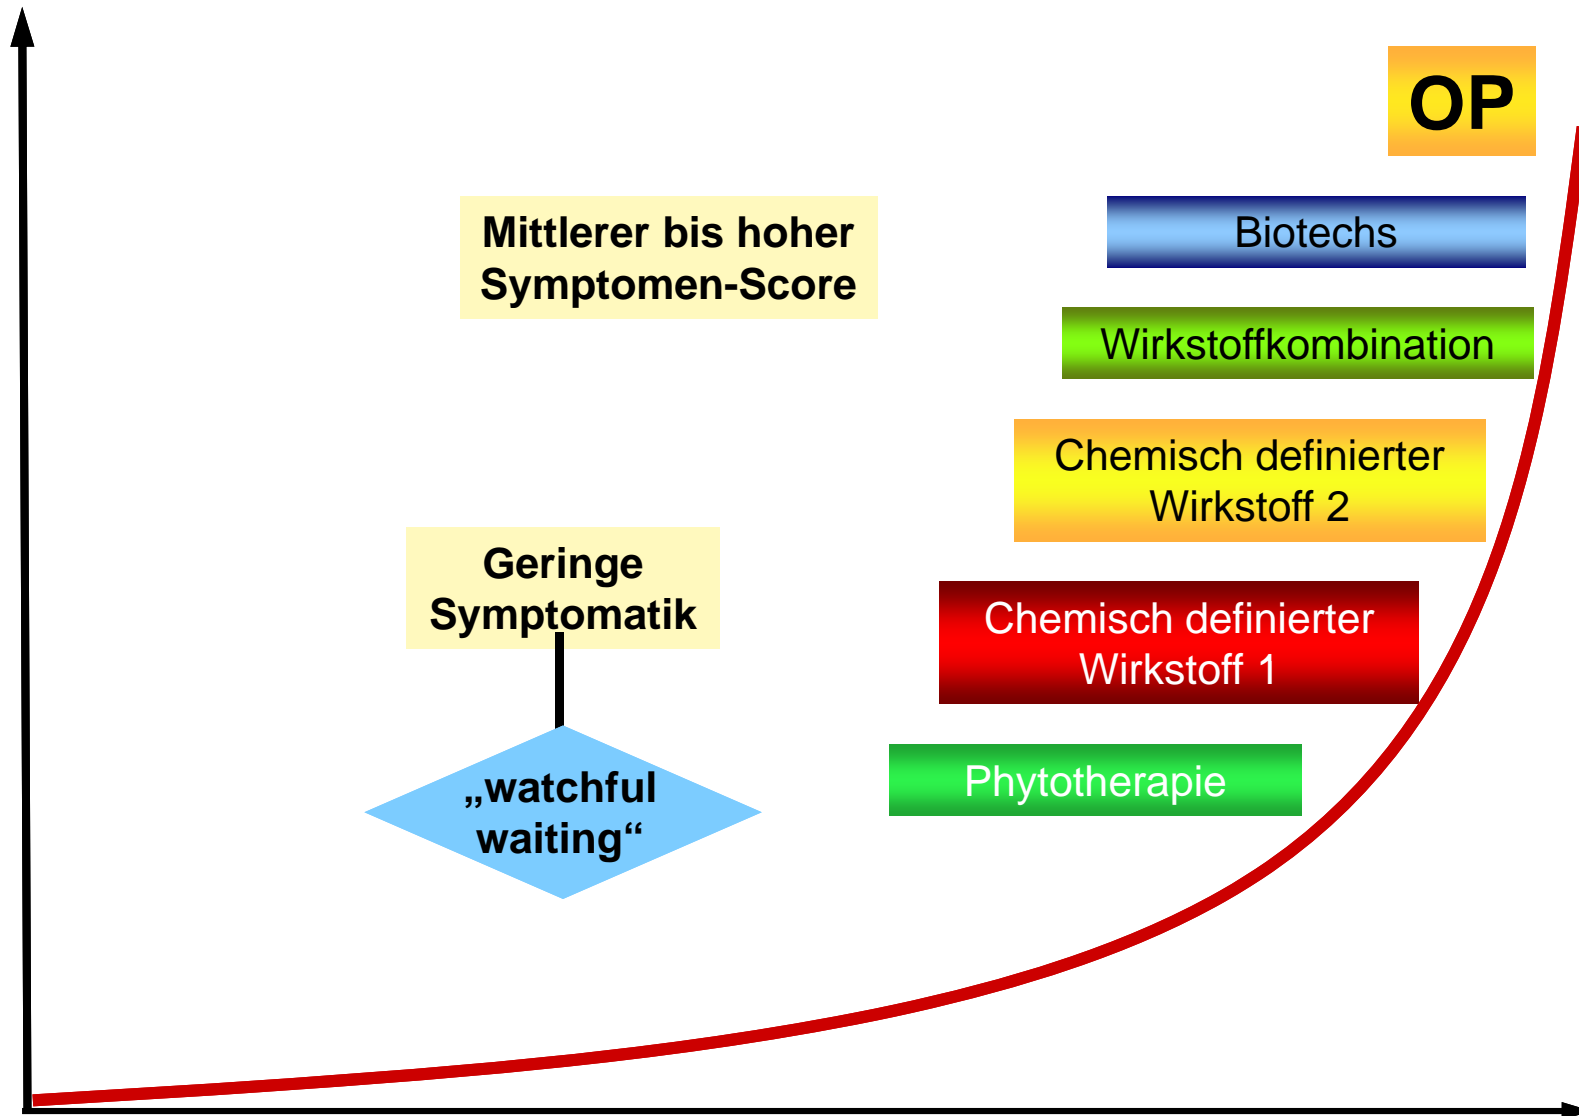 OP
Mittlerer bis hoher
Symptomen-Score
Biotechs
Wirkstoffkombination
Chemisch definierter
Wirkstoff 2
Geringe
Symptomatik
Chemisch definierter
Wirkstoff 1
„watchful
waiting“
Phytotherapie